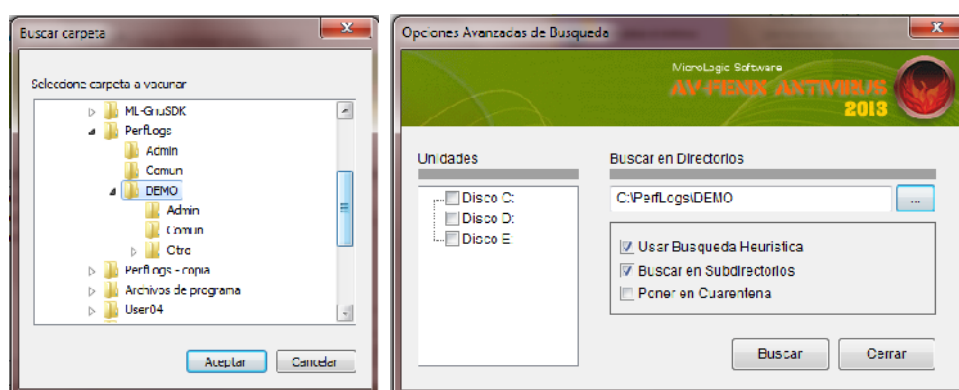 Buscar carpeta
Seleccione carpeta a vacunar
ML-GnuSDK
PerfLogs
Admin
Comun
DEMO
Admin
Comun
Otro
PerfLogs - copia
Archivos de programa
User04
Aceptar
Cancelar
Opciones Avanzadas de Busqueda
MicroLogic Software
AV-FENIX ANTIVIRUS
2013
Unidades
Disco C:
Disco D:
Disco E:
Buscar en Directorios
C:\PerfLogs\DEMO
...
Usar Busqueda Heuristica
Buscar en Subdirectorios
Poner en Cuarentena
Buscar
Cerrar